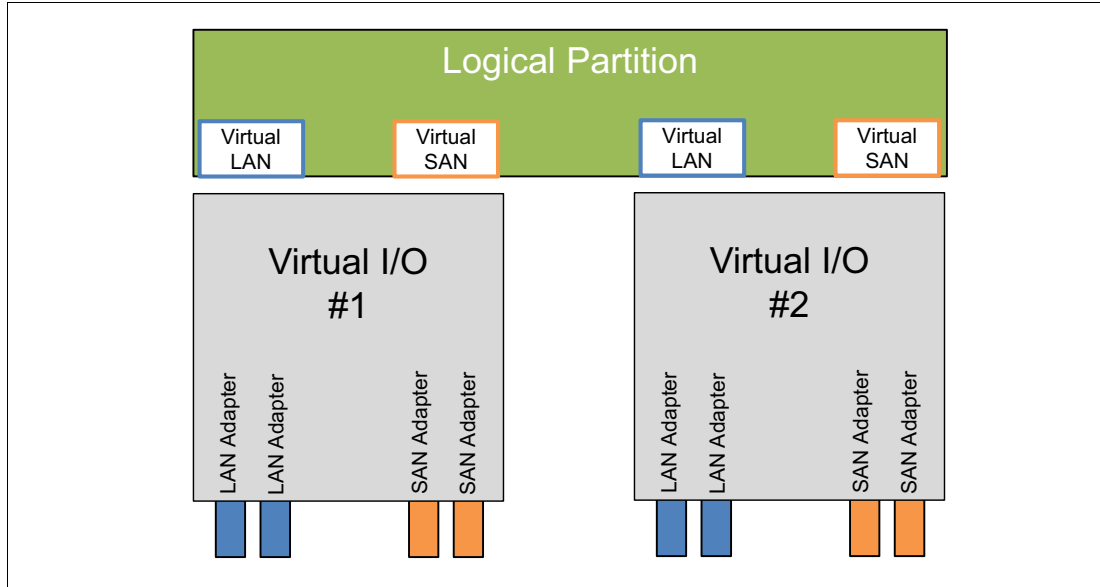 Logical Partition
Virtual
LAN
Virtual
SAN
Virtual
LAN
Virtual
SAN
Virtual I/O
#1
Virtual I/O
#2
LAN Adapter
LAN Adapter
SAN Adapter
SAN Adapter
LAN Adapter
LAN Adapter
SAN Adapter
SAN Adapter